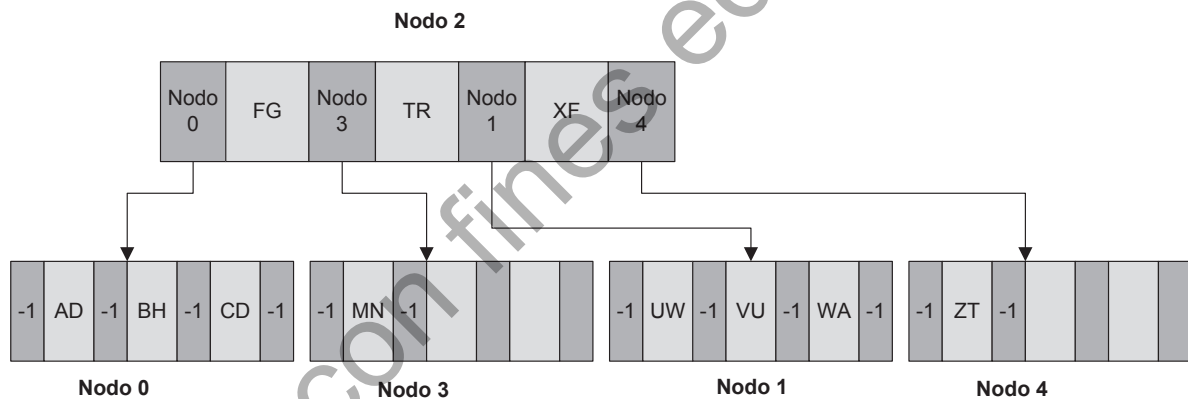 Nodo 2
Nodo 0 FG Nodo 3 TR Nodo 1 XF Nodo 4
-1 AD -1 BH -1 CD -1
-1 MN -1
-1 UW -1 VU -1 WA -1
-1 ZT -1
Nodo 0 Nodo 3 Nodo 1 Nodo 4
con fines